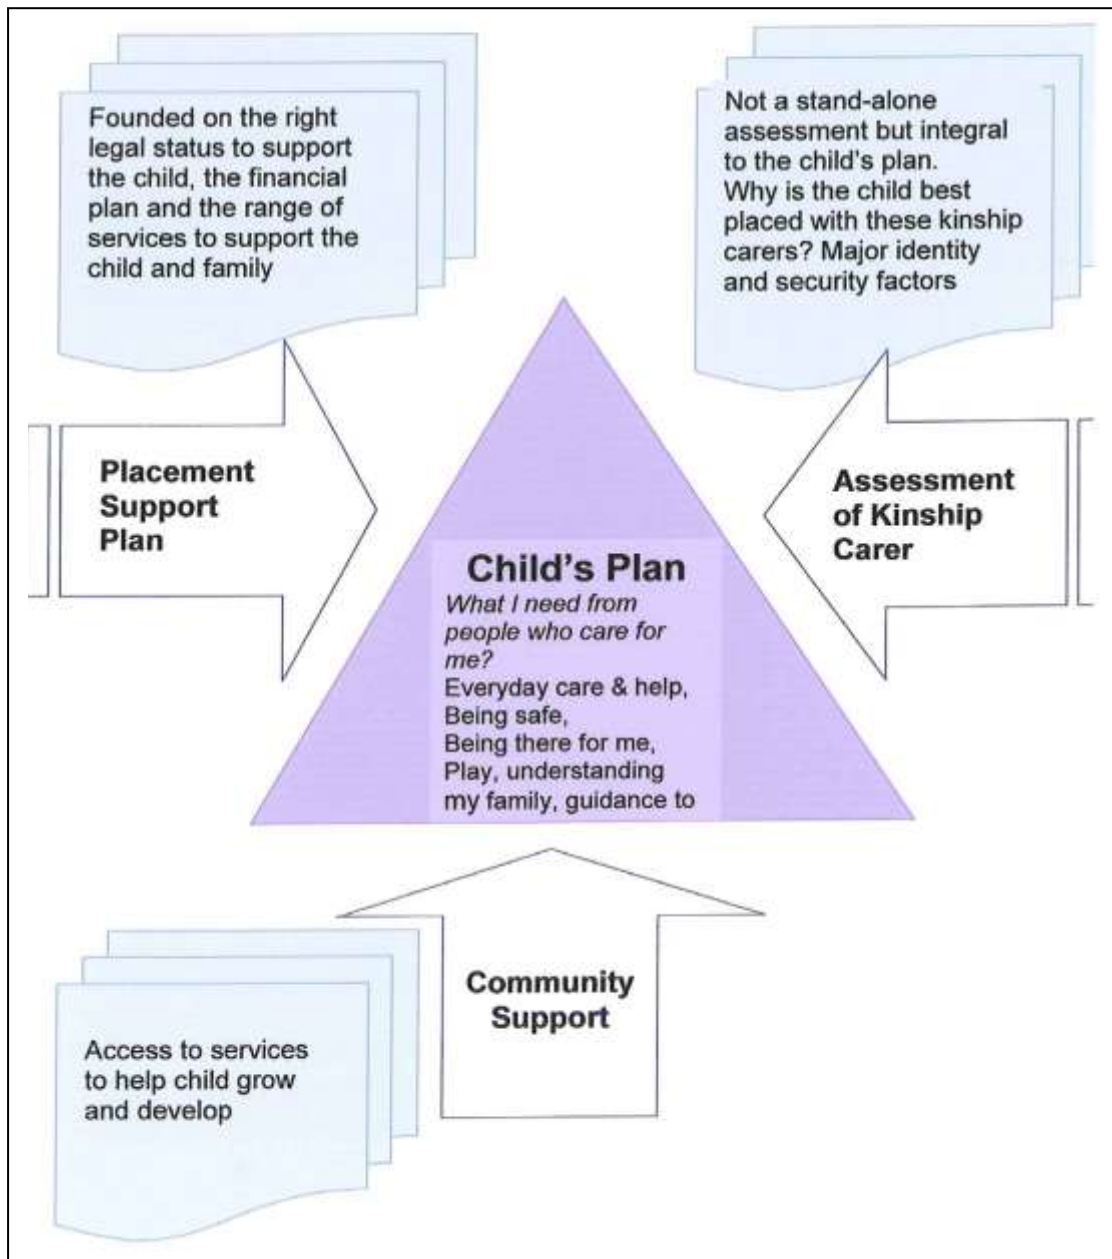 Founded on the right
legal status to support
the child, the financial
plan and the range of
services to support the
child and family
Not a stand-alone
assessment but integral
to the child's plan.
Why is the child best
placed with these kinship
carers? Major identity
and security factors
Placement
Support
Plan
Assessment
of Kinship
Carer
Child's Plan
What I need from
people who care for
me?
Everyday care & help,
Being safe,
Being there for me,
Play, understanding
my family, guidance to
Community
Support
Access to services
to help child grow
and develop